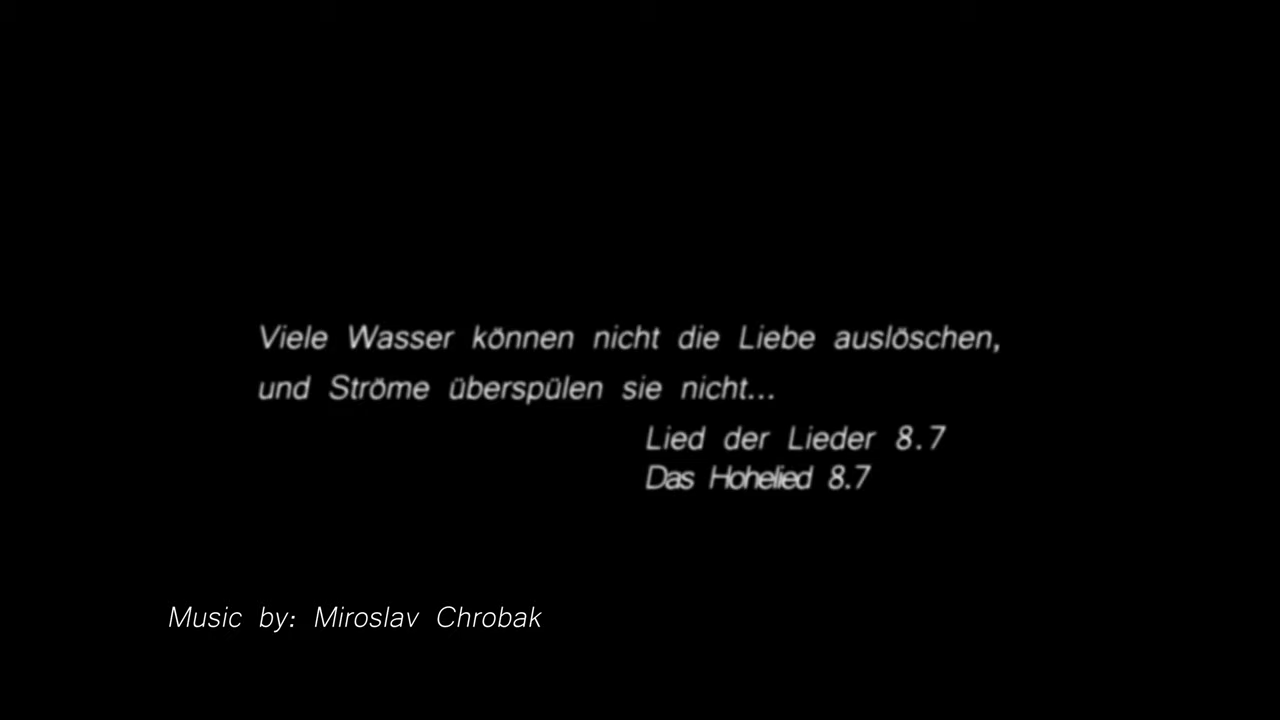 Viele Wasser können nicht die Liebe auslöschen,
und Ströme überspülen sie nicht...
Lied der Lieder 8.7
Das Hohelied 8.7
Music by: Miroslav Chrobak